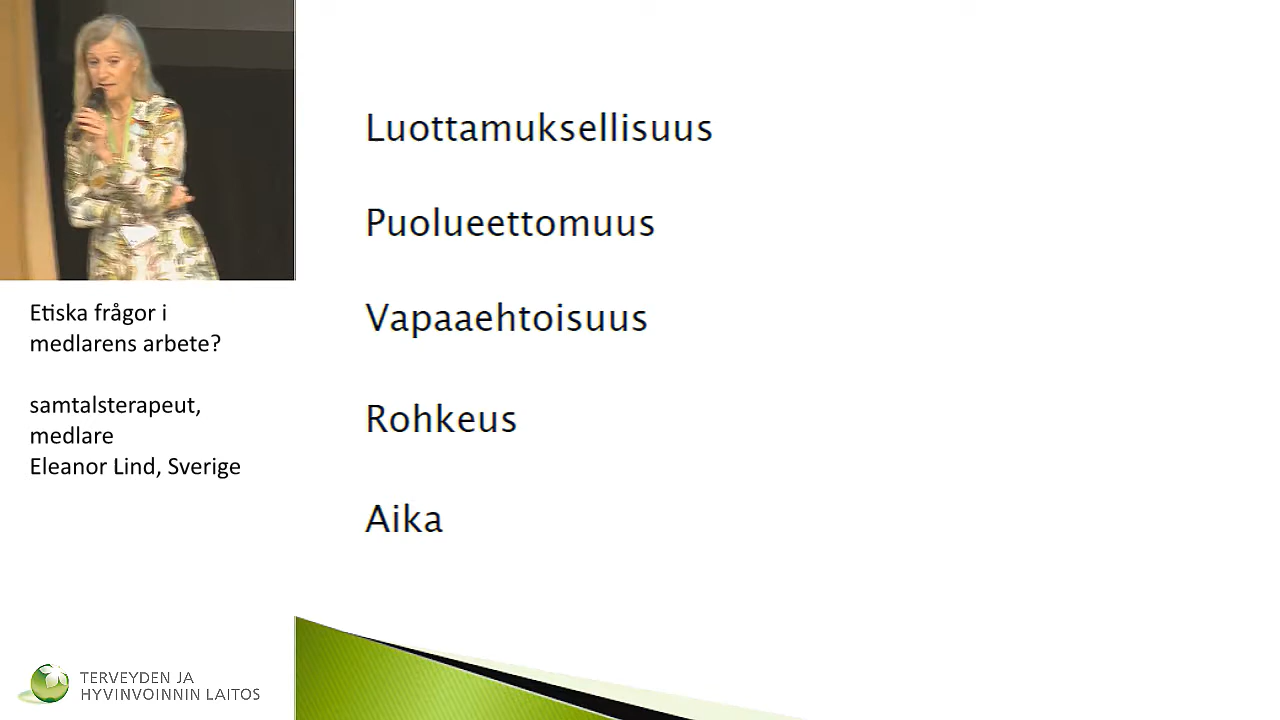 Luottamuksellisuus
Puolueettomuus
Vapaaehtoisuus
Rohkeus
Aika
Etiska frågor i
medlarens arbete?
samtalsterapeut,
medlare
Eleanor Lind, Sverige
TERVEYDEN JA
HYVINVOINNIN LAITOS